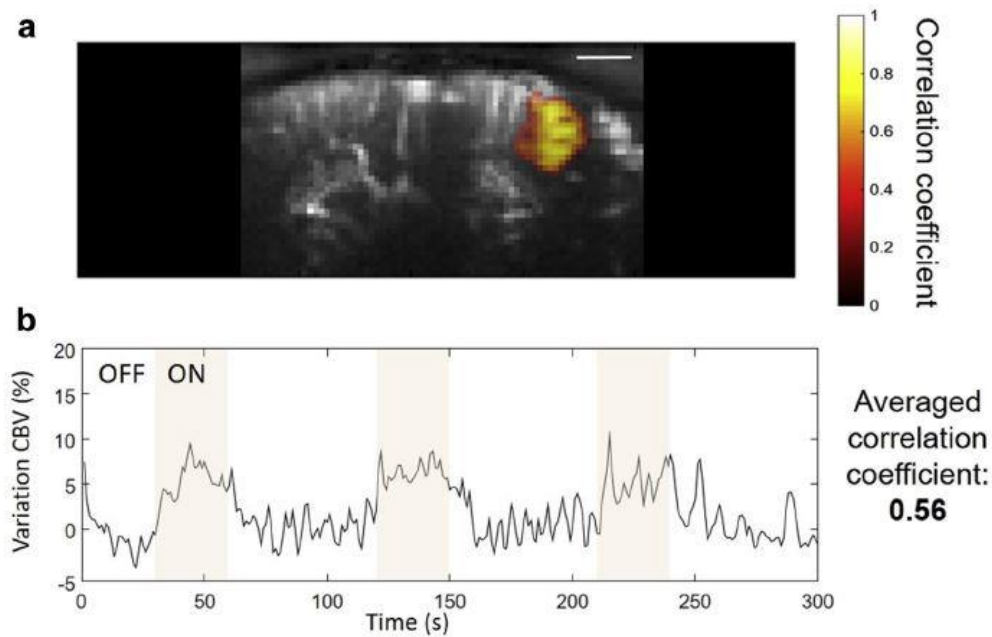 a
1
0.8
0.6
0.4
0.2
0
Correlation coefficient
b
20
15
10
5
0
-5
Variation CBV (%)
OFF ON
0 50 100 150 200 250 300
Time (s)
Averaged
correlation
coefficient:
0.56